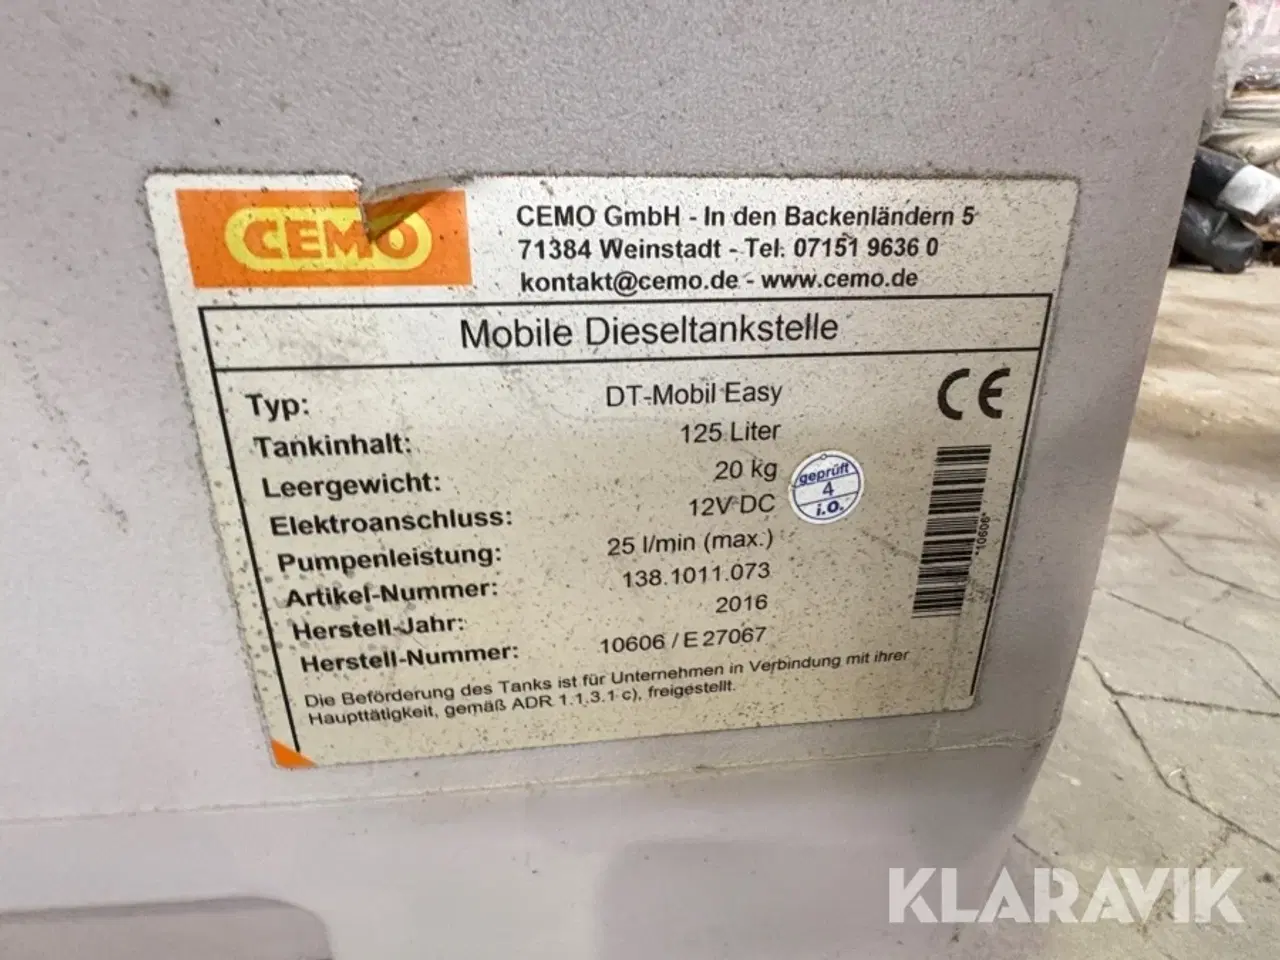 CEMO
CEMO GmbH - In den Backenländern 5
71384 Weinstadt - Tel. 07151 9636 0
kontakt@cemo.de - www.cemo.de
Mobile Dieseltankstelle
Typ: DT-Mobil Easy
Tankinhalt: 125 Liter
Leergewicht: 20 kg
Elektroanschluss: 12V DC
Pumpenleistung: 25 l/min (max.)
Artikel-Nummer: 138.1011.073
Herstell-Jahr: 2016
Herstell-Nummer: 10606 / E 27067
CE
geprüft
4
i.O.
*10606*
Die Beförderung des Tanks ist für Unternehmen in Verbindung mit ihrer
Haupttätigkeit, gemäß ADR 1.1.3.1 c), freigestellt.
KLARAVIK